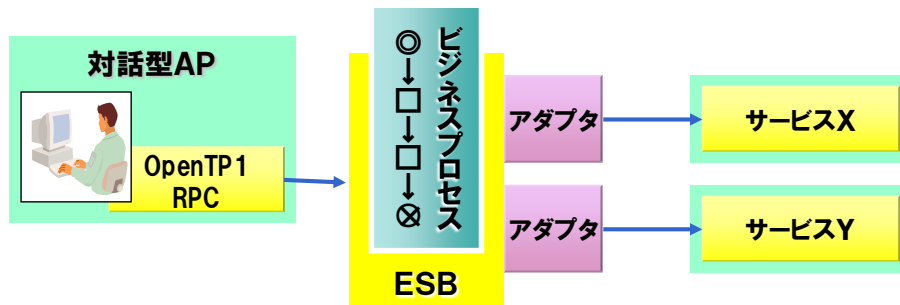 対話型AP
OpenTP1
RPC
ビジネスプロセス
ESB
アダプタ
アダプタ
サービスX
サービスY